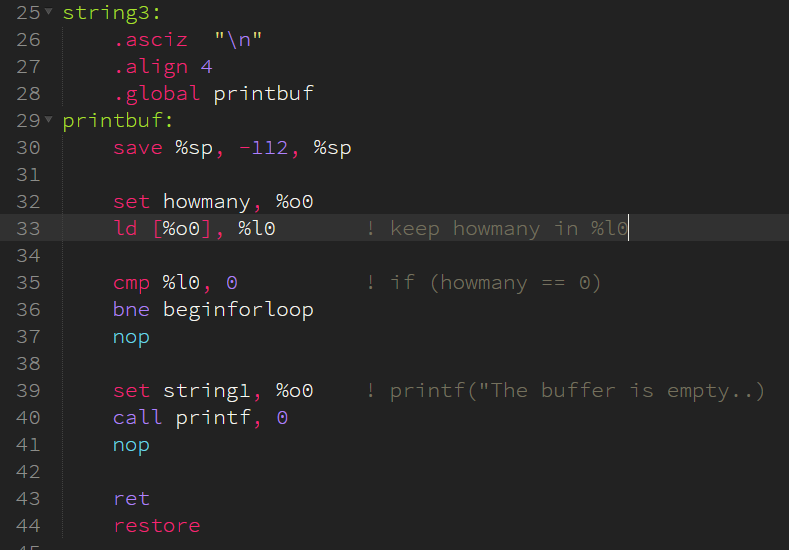 25 string3:
26 .asciz "\n"
27 .align 4
28 .global printbuf
29 printbuf:
30 save %sp, -112, %sp
31
32 set howmany, %o0
33 ld [%o0], %l0 ! keep howmany in %l0
34
35 cmp %l0, 0 ! if (howmany == 0)
36 bne beginforloop
37 nop
38
39 set string1, %o0 ! printf("The buffer is empty..)
40 call printf, 0
41 nop
42
43 ret
44 restore
45